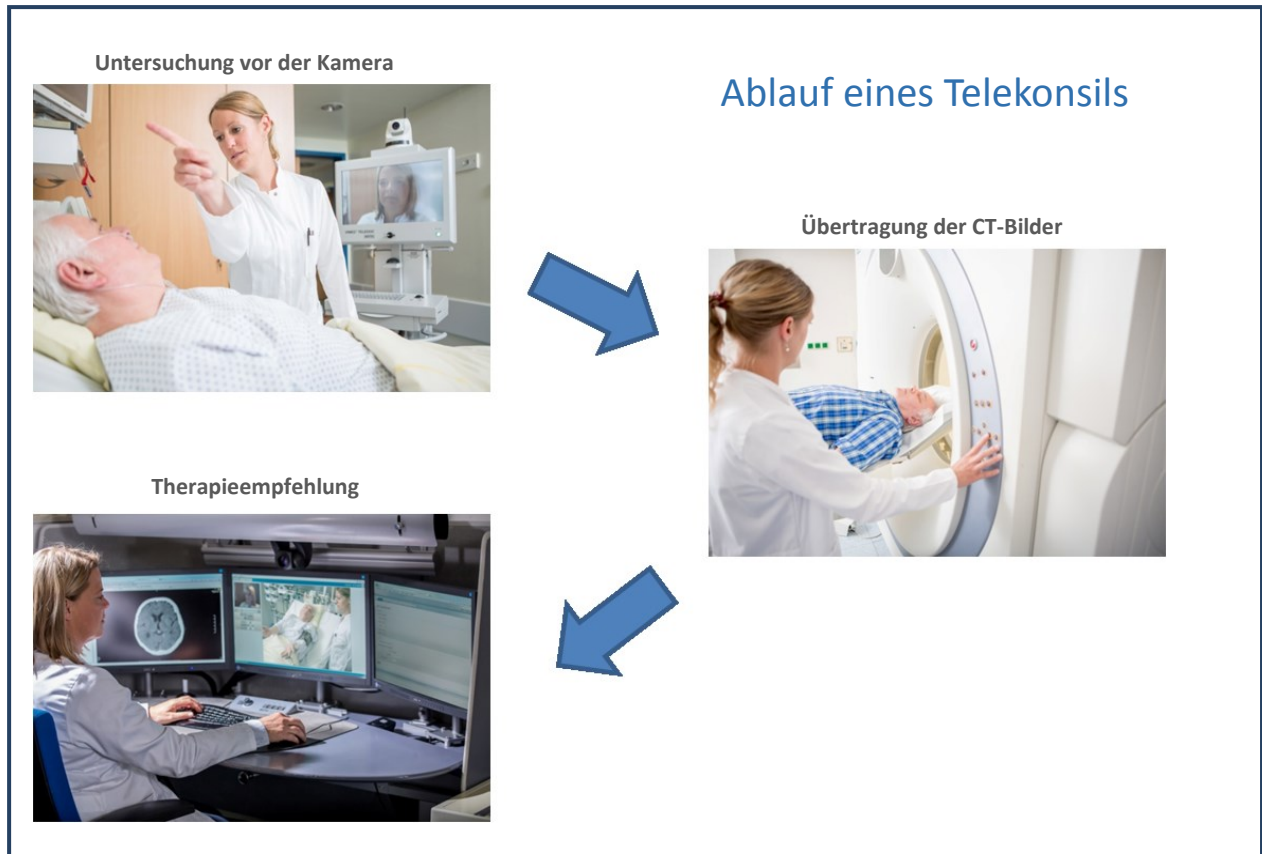 Untersuchung vor der Kamera
Ablauf eines Telekonsils
Übertragung der CT-Bilder
Therapieempfehlung